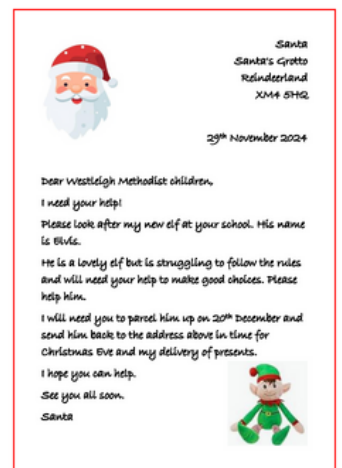 Santa
Santa's Grotto
Reindeerland
XM4 5HQ
29th November 2024
Dear Westleigh Methodist children,
I need your help!
Please look after my new elf at your school. His name
is Elvis.
He is a lovely elf but is struggling to follow the rules
and will need your help to make good choices. Please
help him.
I will need you to parcel him up on 20th December and
send him back to the address above in time for
Christmas Eve and my delivery of presents.
I hope you can help.
See you all soon.
Santa